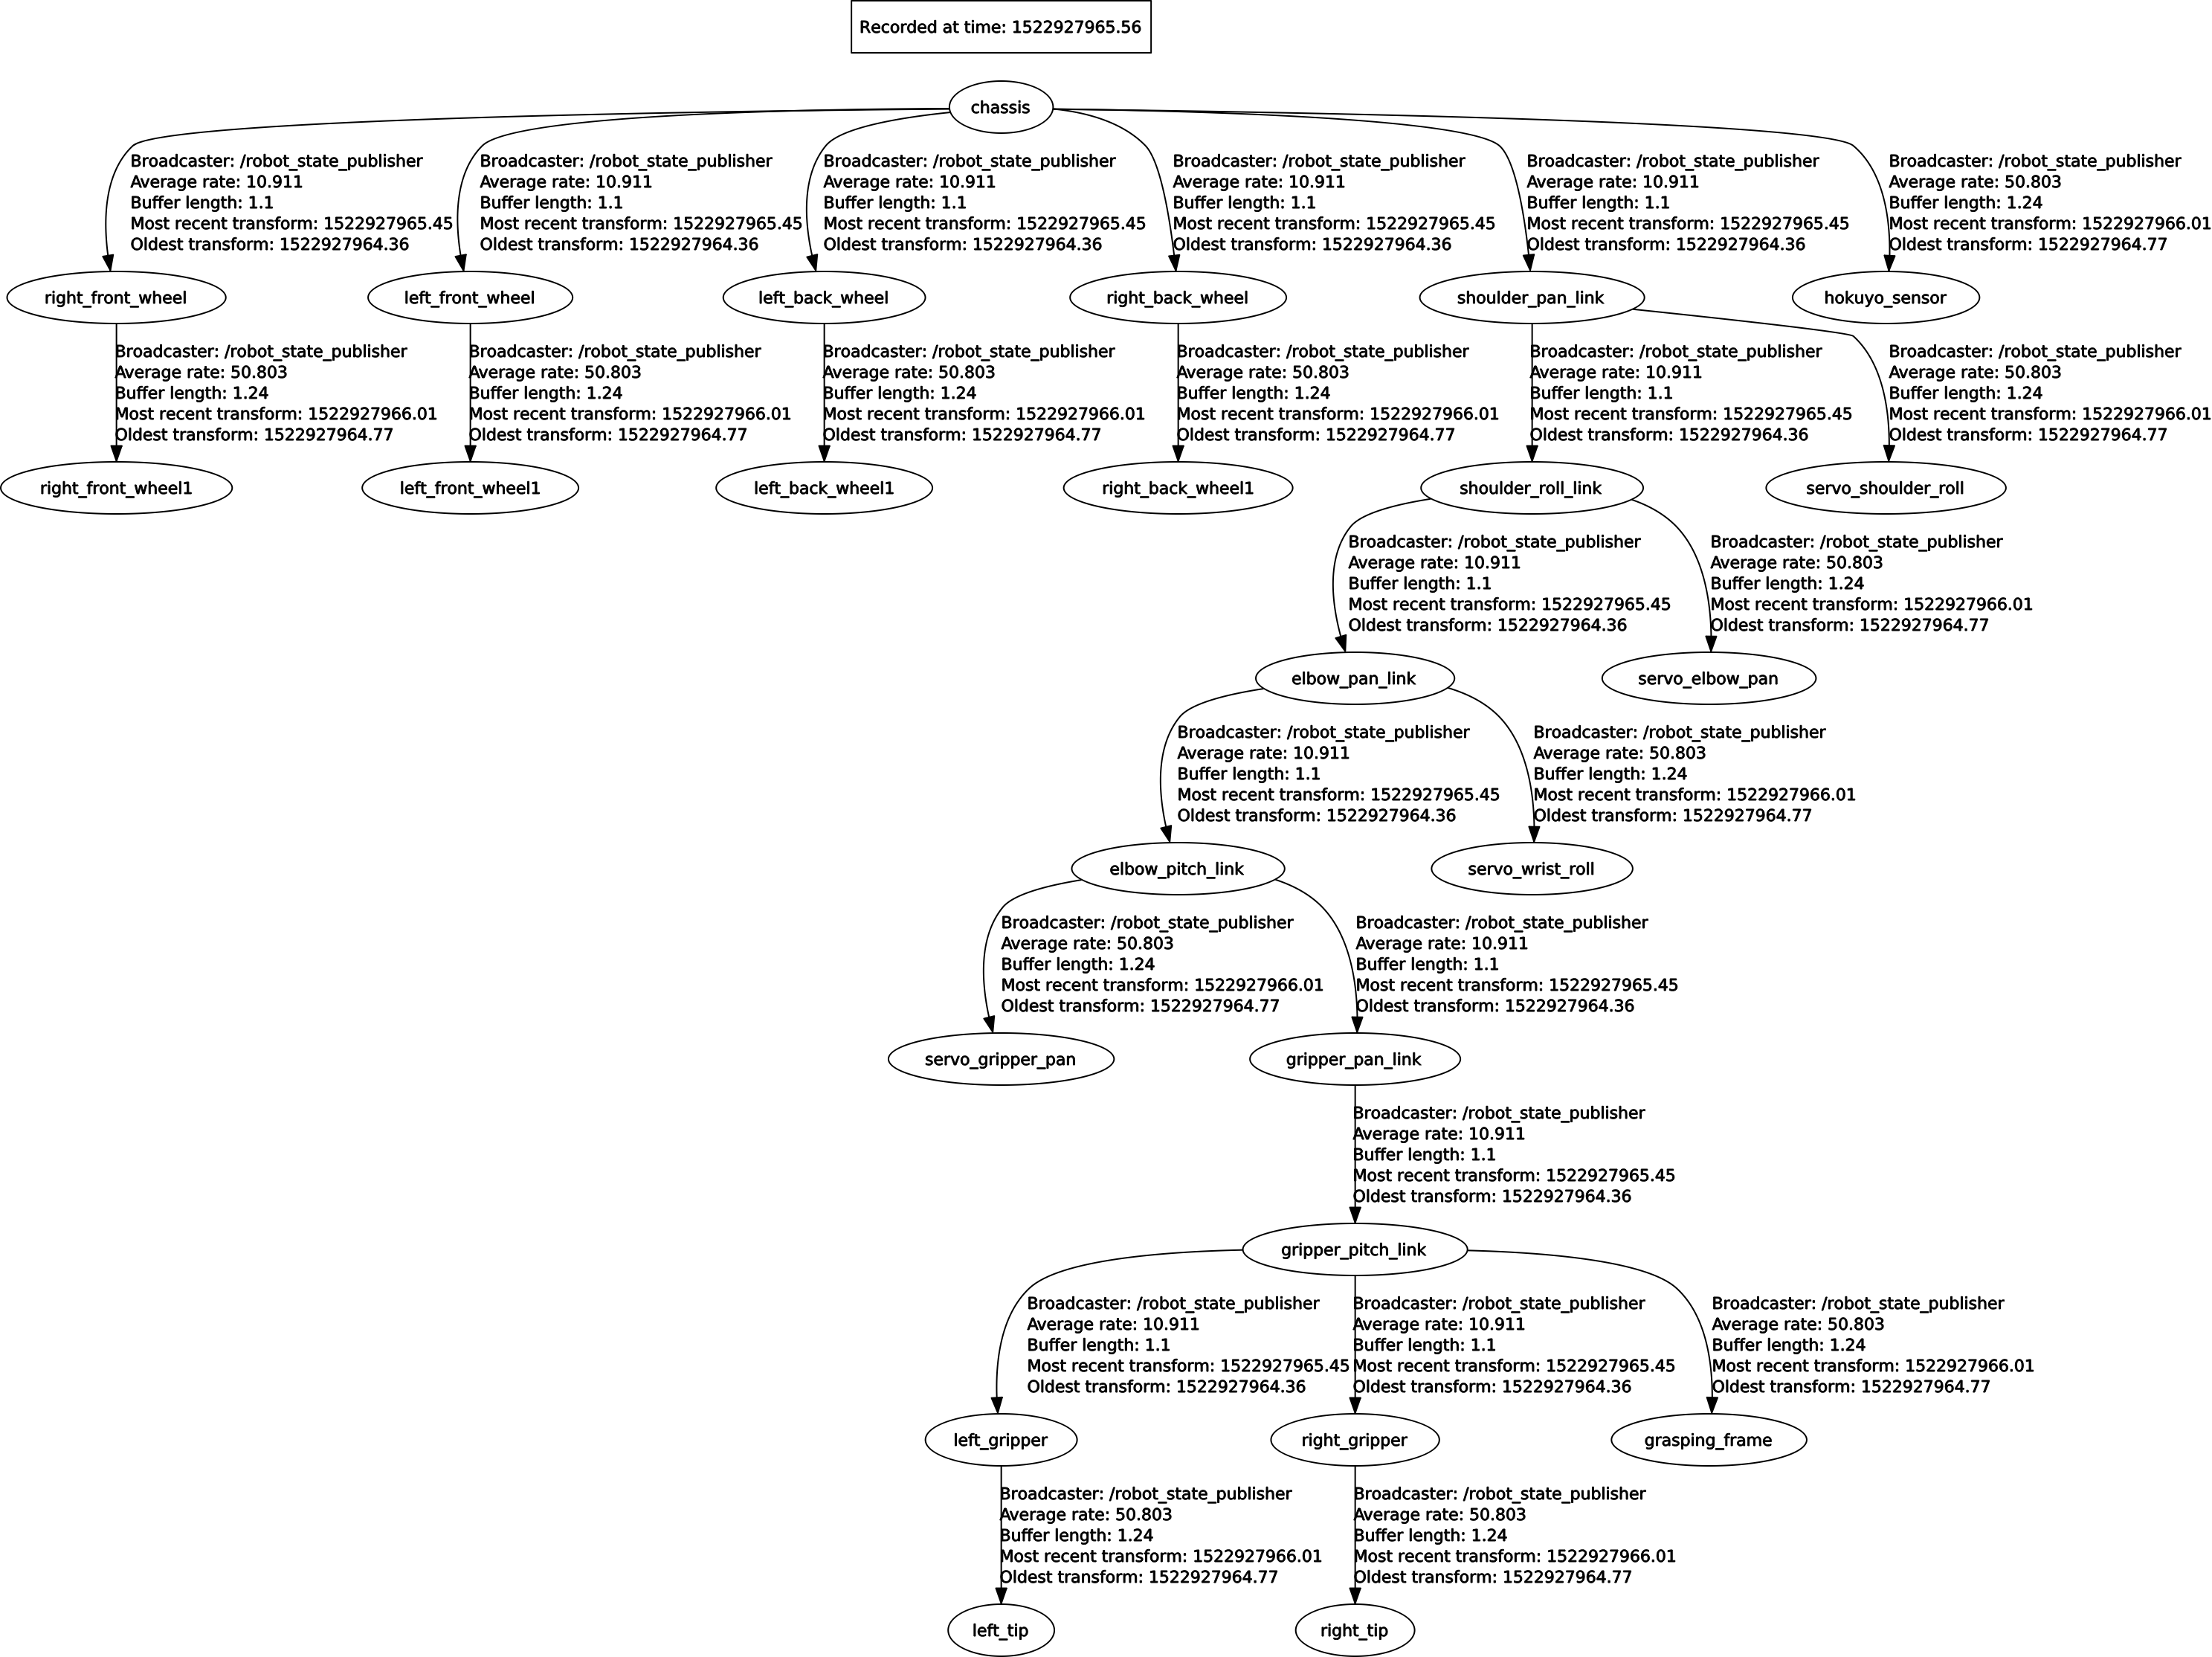 Recorded at time: 1522927965.56
chassis
Broadcaster: /robot_state_publisher
Average rate: 10.911
Buffer length: 1.1
Most recent transform: 1522927965.45
Oldest transform: 1522927964.36
Broadcaster: /robot_state_publisher
Average rate: 10.911
Buffer length: 1.1
Most recent transform: 1522927965.45
Oldest transform: 1522927964.36
Broadcaster: /robot_state_publisher
Average rate: 10.911
Buffer length: 1.1
Most recent transform: 1522927965.45
Oldest transform: 1522927964.36
Broadcaster: /robot_state_publisher
Average rate: 10.911
Buffer length: 1.1
Most recent transform: 1522927965.45
Oldest transform: 1522927964.36
Broadcaster: /robot_state_publisher
Average rate: 10.911
Buffer length: 1.1
Most recent transform: 1522927965.45
Oldest transform: 1522927964.36
Broadcaster: /robot_state_publisher
Average rate: 50.803
Buffer length: 1.24
Most recent transform: 1522927966.01
Oldest transform: 1522927964.77
right_front_wheel
left_front_wheel
left_back_wheel
right_back_wheel
shoulder_pan_link
hokuyo_sensor
Broadcaster: /robot_state_publisher
Average rate: 50.803
Buffer length: 1.24
Most recent transform: 1522927966.01
Oldest transform: 1522927964.77
Broadcaster: /robot_state_publisher
Average rate: 50.803
Buffer length: 1.24
Most recent transform: 1522927966.01
Oldest transform: 1522927964.77
Broadcaster: /robot_state_publisher
Average rate: 50.803
Buffer length: 1.24
Most recent transform: 1522927966.01
Oldest transform: 1522927964.77
Broadcaster: /robot_state_publisher
Average rate: 50.803
Buffer length: 1.24
Most recent transform: 1522927966.01
Oldest transform: 1522927964.77
Broadcaster: /robot_state_publisher
Average rate: 10.911
Buffer length: 1.1
Most recent transform: 1522927965.45
Oldest transform: 1522927964.36
Broadcaster: /robot_state_publisher
Average rate: 50.803
Buffer length: 1.24
Most recent transform: 1522927966.01
Oldest transform: 1522927964.77
right_front_wheel1
left_front_wheel1
left_back_wheel1
right_back_wheel1
shoulder_roll_link
servo_shoulder_roll
Broadcaster: /robot_state_publisher
Average rate: 10.911
Buffer length: 1.1
Most recent transform: 1522927965.45
Oldest transform: 1522927964.36
Broadcaster: /robot_state_publisher
Average rate: 50.803
Buffer length: 1.24
Most recent transform: 1522927966.01
Oldest transform: 1522927964.77
elbow_pan_link
servo_elbow_pan
Broadcaster: /robot_state_publisher
Average rate: 10.911
Buffer length: 1.1
Most recent transform: 1522927965.45
Oldest transform: 1522927964.36
Broadcaster: /robot_state_publisher
Average rate: 50.803
Buffer length: 1.24
Most recent transform: 1522927966.01
Oldest transform: 1522927964.77
elbow_pitch_link
servo_wrist_roll
Broadcaster: /robot_state_publisher
Average rate: 50.803
Buffer length: 1.24
Most recent transform: 1522927966.01
Oldest transform: 1522927964.77
Broadcaster: /robot_state_publisher
Average rate: 10.911
Buffer length: 1.1
Most recent transform: 1522927965.45
Oldest transform: 1522927964.36
servo_gripper_pan
gripper_pan_link
Broadcaster: /robot_state_publisher
Average rate: 10.911
Buffer length: 1.1
Most recent transform: 1522927965.45
Oldest transform: 1522927964.36
gripper_pitch_link
Broadcaster: /robot_state_publisher
Average rate: 10.911
Buffer length: 1.1
Most recent transform: 1522927965.45
Oldest transform: 1522927964.36
Broadcaster: /robot_state_publisher
Average rate: 10.911
Buffer length: 1.1
Most recent transform: 1522927965.45
Oldest transform: 1522927964.36
Broadcaster: /robot_state_publisher
Average rate: 50.803
Buffer length: 1.24
Most recent transform: 1522927966.01
Oldest transform: 1522927964.77
left_gripper
right_gripper
grasping_frame
Broadcaster: /robot_state_publisher
Average rate: 50.803
Buffer length: 1.24
Most recent transform: 1522927966.01
Oldest transform: 1522927964.77
Broadcaster: /robot_state_publisher
Average rate: 50.803
Buffer length: 1.24
Most recent transform: 1522927966.01
Oldest transform: 1522927964.77
left_tip
right_tip